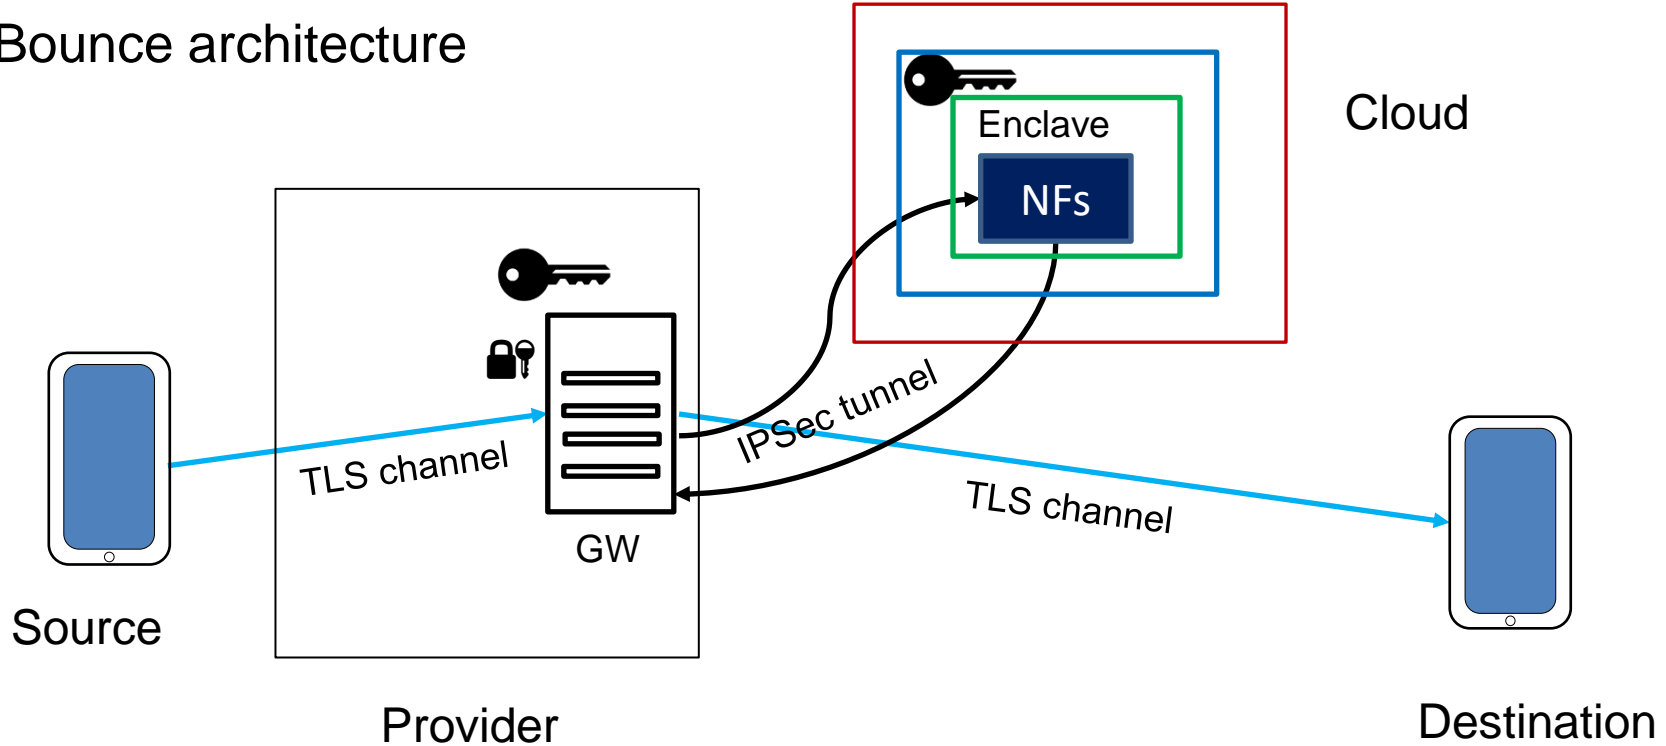 Bounce architecture
Cloud
Enclave
NFs
IPSec tunnel
TLS channel
TLS channel
GW
Source
Provider
Destination